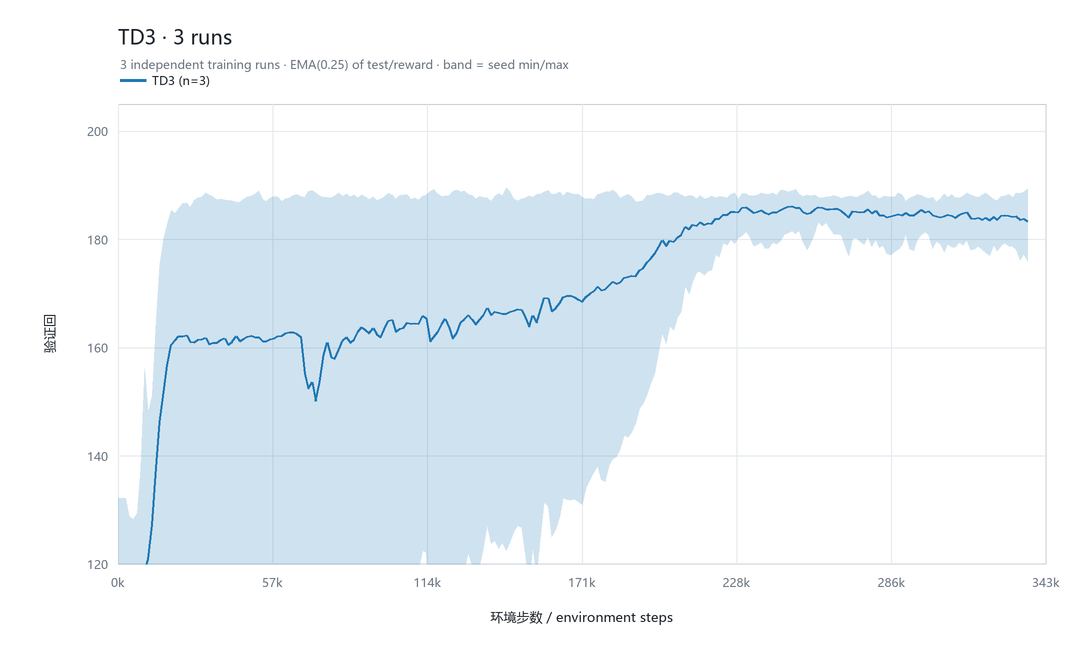 TD3 · 3 runs
3 independent training runs · EMA(0.25) of test/reward · band = seed min/max
TD3 (n=3)
200
180
160
140
120
验证回
0k
57k
114k
171k
228k
286k
343k
环境步数 / environment steps